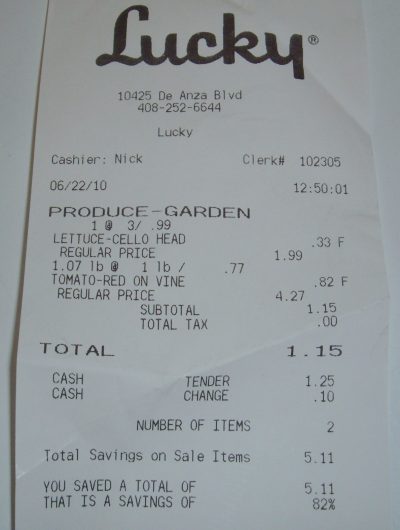 Lucky®
10425 De Anza Blvd
408-252-6644
Lucky
Cashier: Nick Clerk# 102305
06/22/10 12:50:01
PRODUCE-GARDEN
1 @ 3/ .99
LETTUCE-CELLO HEAD .33 F
REGULAR PRICE 1.99
1.07 lb @ 1 lb / .77
TOMATO-RED ON VINE .82 F
REGULAR PRICE 4.27
SUBTOTAL 1.15
TOTAL TAX .00
TOTAL 1.15
CASH TENDER 1.25
CASH CHANGE .10
NUMBER OF ITEMS 2
Total Savings on Sale Items 5.11
YOU SAVED A TOTAL OF 5.11
THAT IS A SAVINGS OF 82%